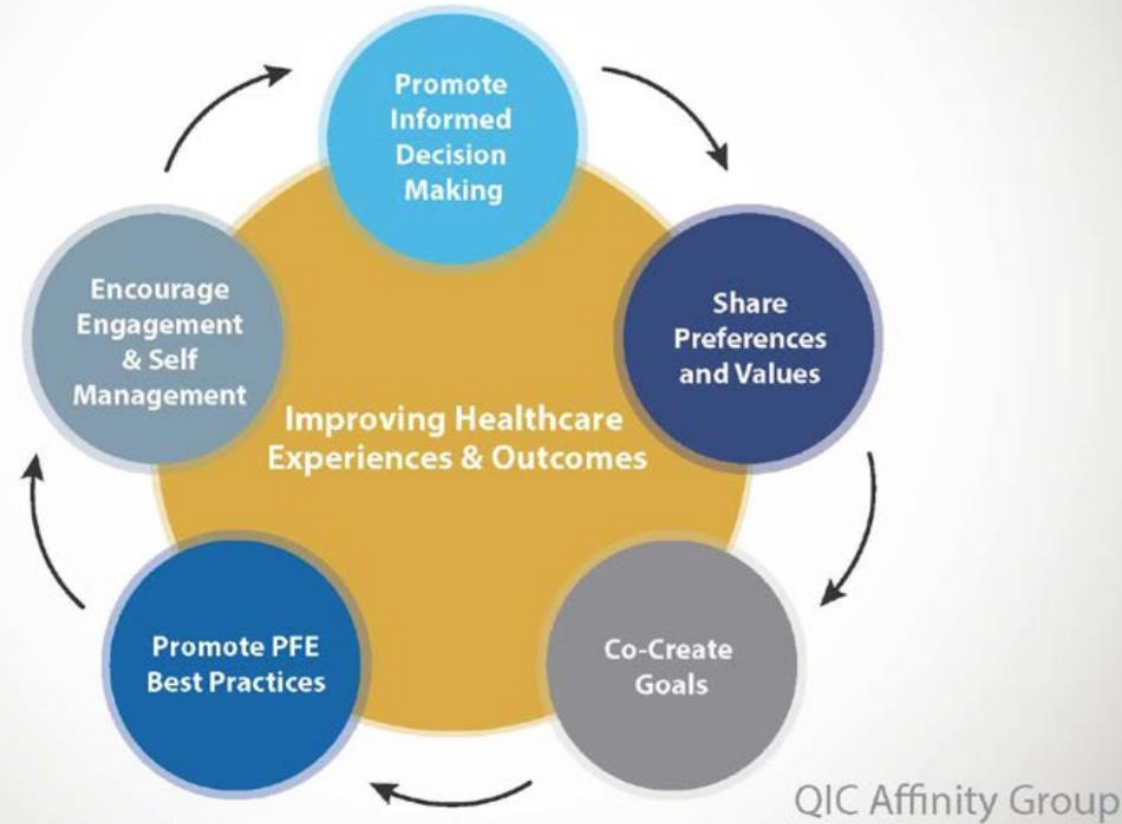 Promote
Informed
Decision
Making
Share
Preferences
and Values
Co-Create
Goals
Promote PFE
Best Practices
Encourage
Engagement
& Self
Management
Improving Healthcare
Experiences & Outcomes
QIC Affinity Group